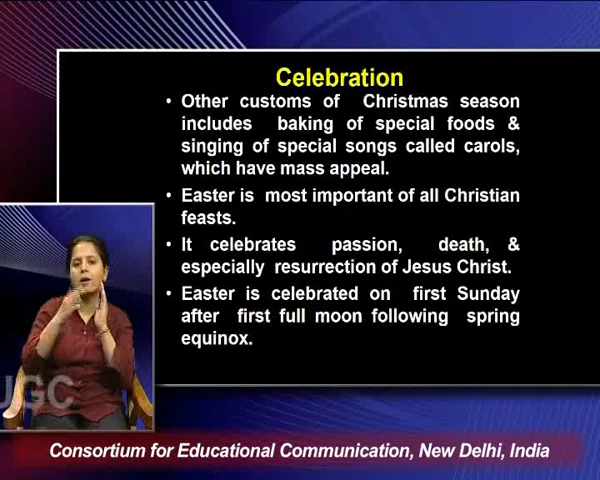 Celebration
• Other customs of Christmas season
includes baking of special foods &
singing of special songs called carols,
which have mass appeal.
• Easter is most important of all Christian
feasts.
• It celebrates passion, death, &
especially resurrection of Jesus Christ.
• Easter is celebrated on first Sunday
after first full moon following spring
equinox.
UGC
Consortium for Educational Communication, New Delhi, India